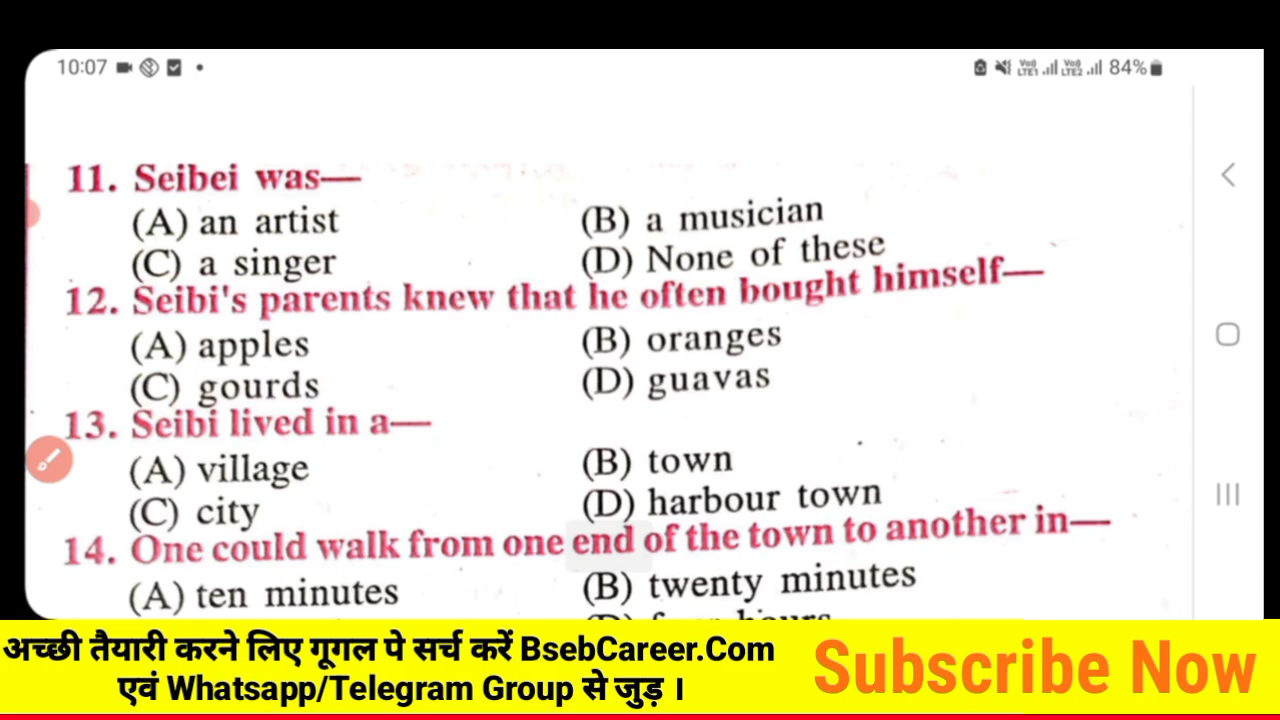 10:07
LTE1 LTE2 84%
11. Seibei was—
(A) an artist (B) a musician
(C) a singer (D) None of these
12. Seibi's parents knew that he often bought himself—
(A) apples (B) oranges
(C) gourds (D) guavas
13. Seibi lived in a—
(A) village (B) town
(C) city (D) harbour town
14. One could walk from one end of the town to another in—
(A) ten minutes (B) twenty minutes
अच्छी तैयारी करने लिए गूगल पे सर्च करें BsebCareer.Com
एवं Whatsapp/Telegram Group से जुड़ ।
Subscribe Now